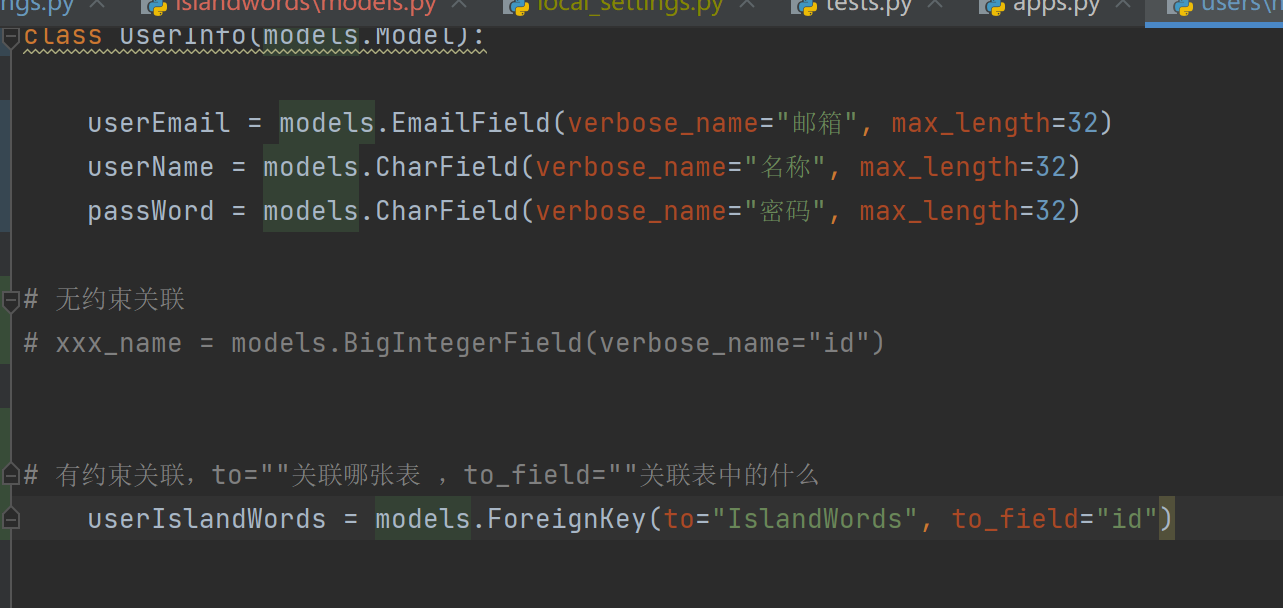 ngs.py islandwords\models.py local_settings.py tests.py apps.py users\
class UserInfo(models.Model):
userEmail = models.EmailField(verbose_name="邮箱", max_length=32)
userName = models.CharField(verbose_name="名称", max_length=32)
passWord = models.CharField(verbose_name="密码", max_length=32)
# 无约束关联
# xxx_name = models.BigIntegerField(verbose_name="id")
# 有约束关联，to=""关联哪张表 ，to_field=""关联表中的什么
userIslandWords = models.ForeignKey(to="IslandWords", to_field="id")